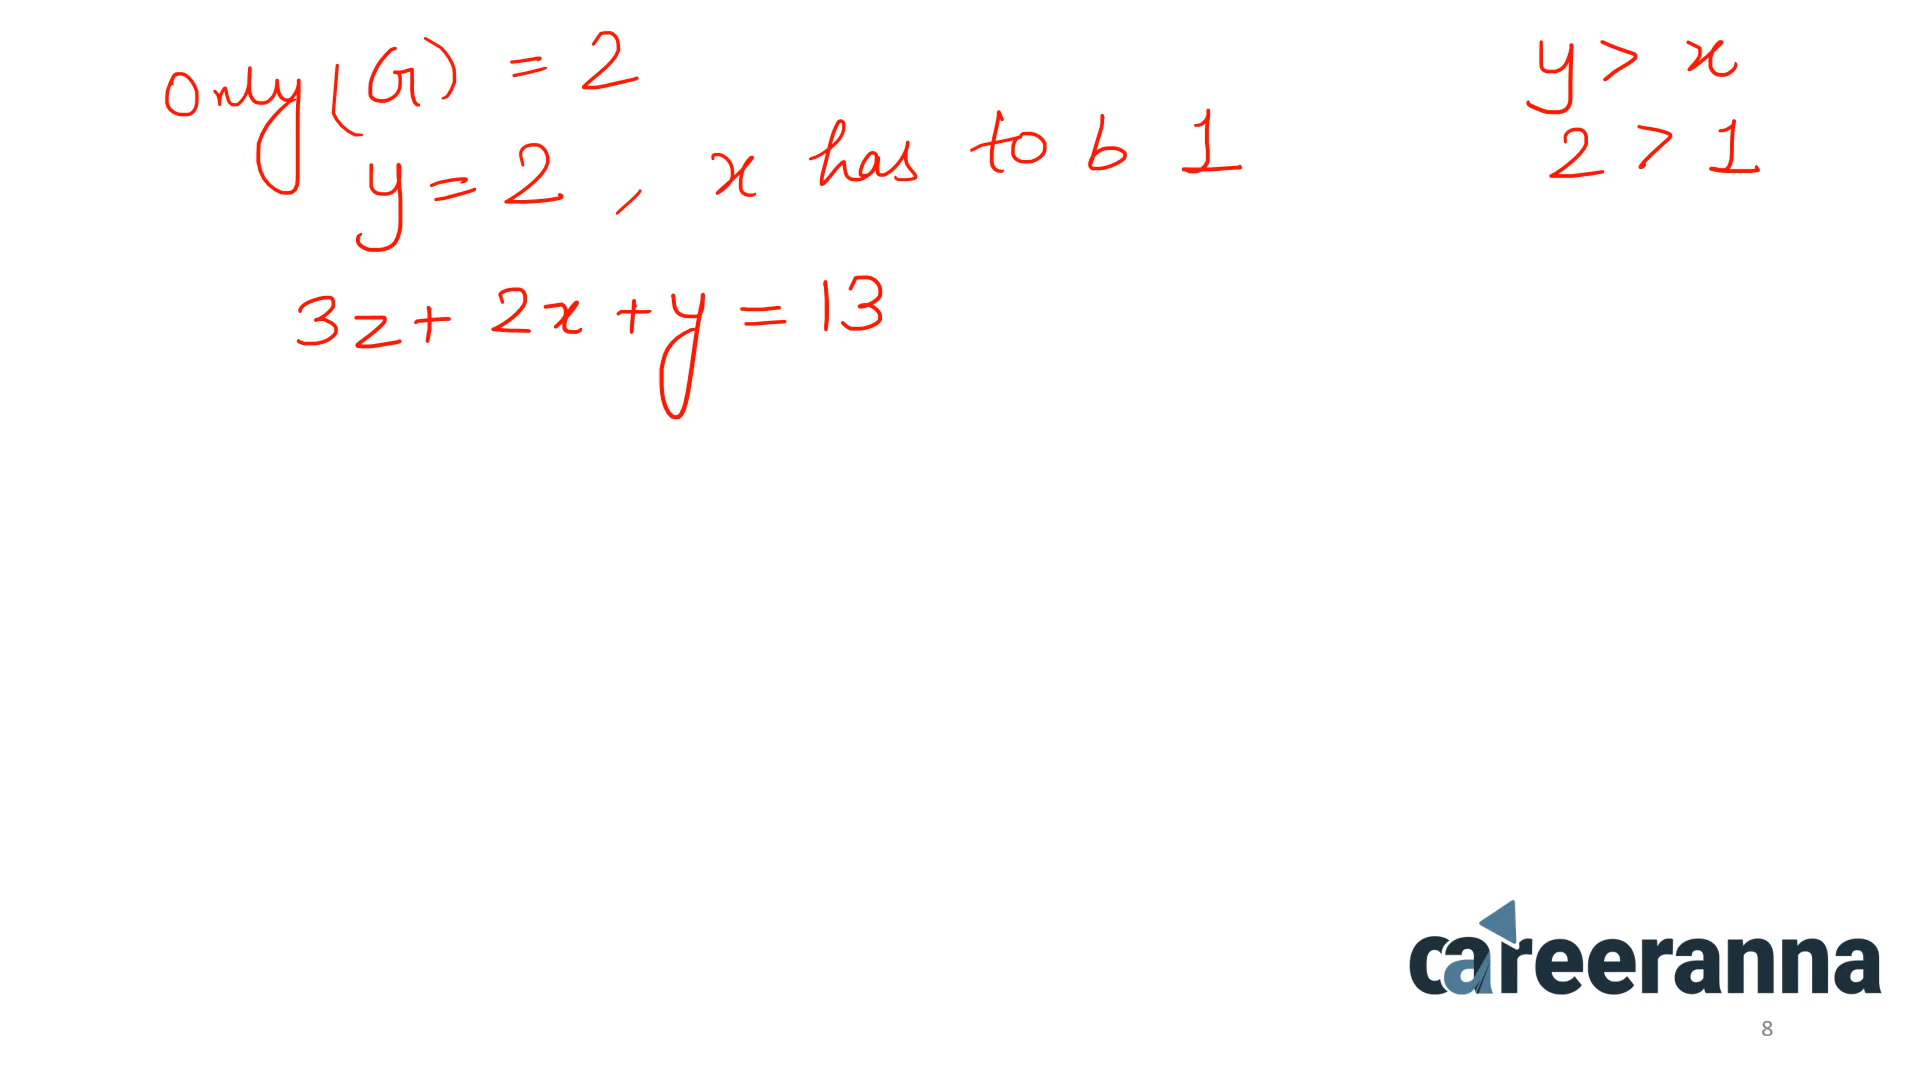 Only (G) = 2
y > x
y = 2 , x has to b 1
2 > 1
3z + 2x + y = 13
careeranna
8